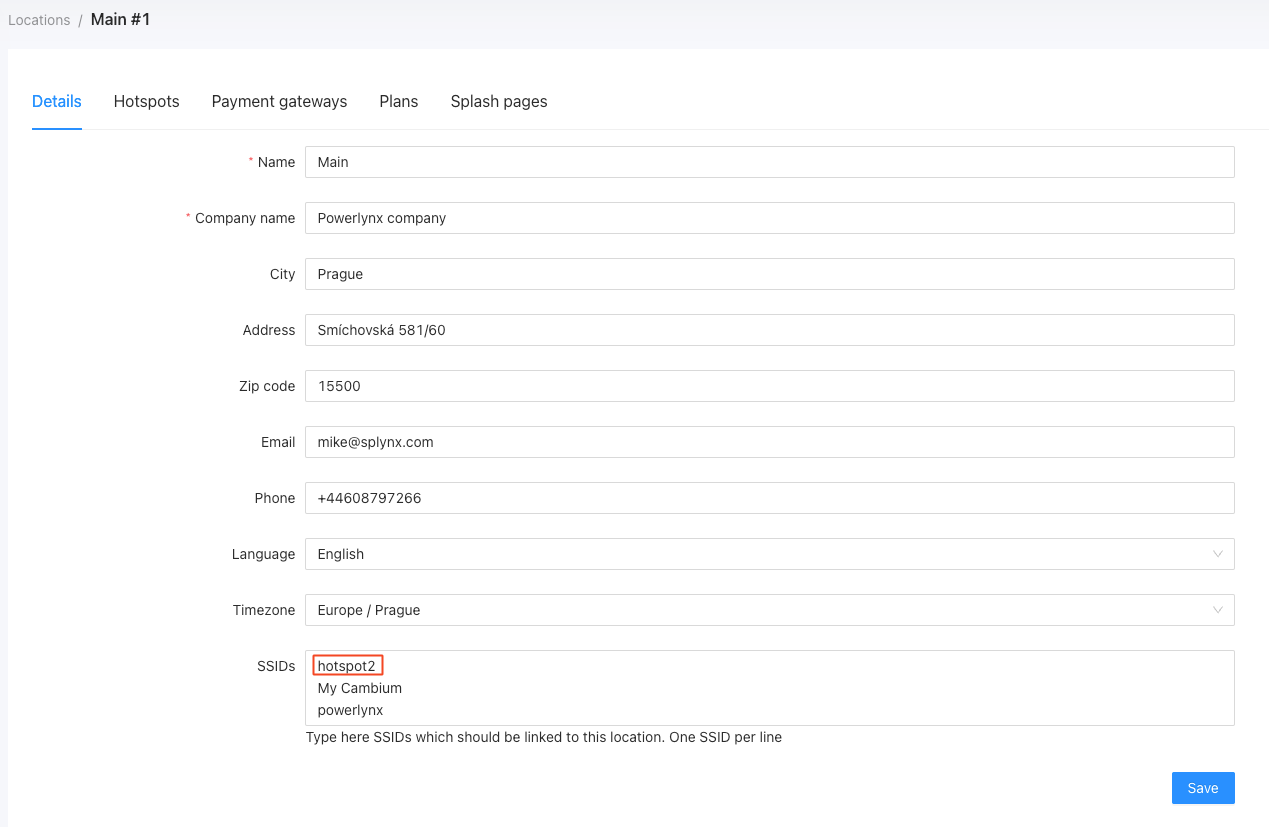 Locations / Main #1
Details Hotspots Payment gateways Plans Splash pages
* Name Main
* Company name Powerlynx company
City Prague
Address Smíchovská 581/60
Zip code 15500
Email mike@splynx.com
Phone +44608797266
Language English
Timezone Europe / Prague
SSIDs hotspot2
My Cambium
powerlynx
Type here SSIDs which should be linked to this location. One SSID per line
Save